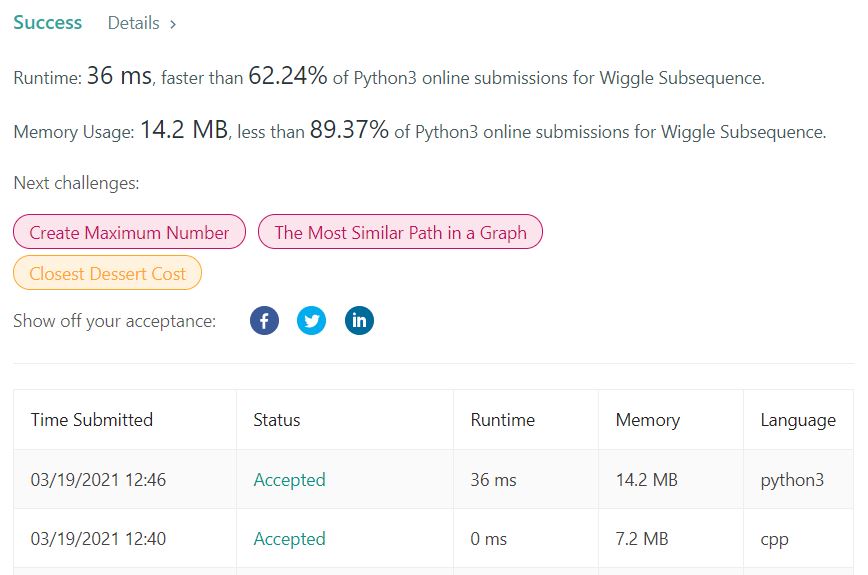 Success Details >
Runtime: 36 ms, faster than 62.24% of Python3 online submissions for Wiggle Subsequence.
Memory Usage: 14.2 MB, less than 89.37% of Python3 online submissions for Wiggle Subsequence.
Next challenges:
Create Maximum Number The Most Similar Path in a Graph
Closest Dessert Cost
Show off your acceptance: f in
Time Submitted Status Runtime Memory Language
03/19/2021 12:46 Accepted 36 ms 14.2 MB python3
03/19/2021 12:40 Accepted 0 ms 7.2 MB cpp